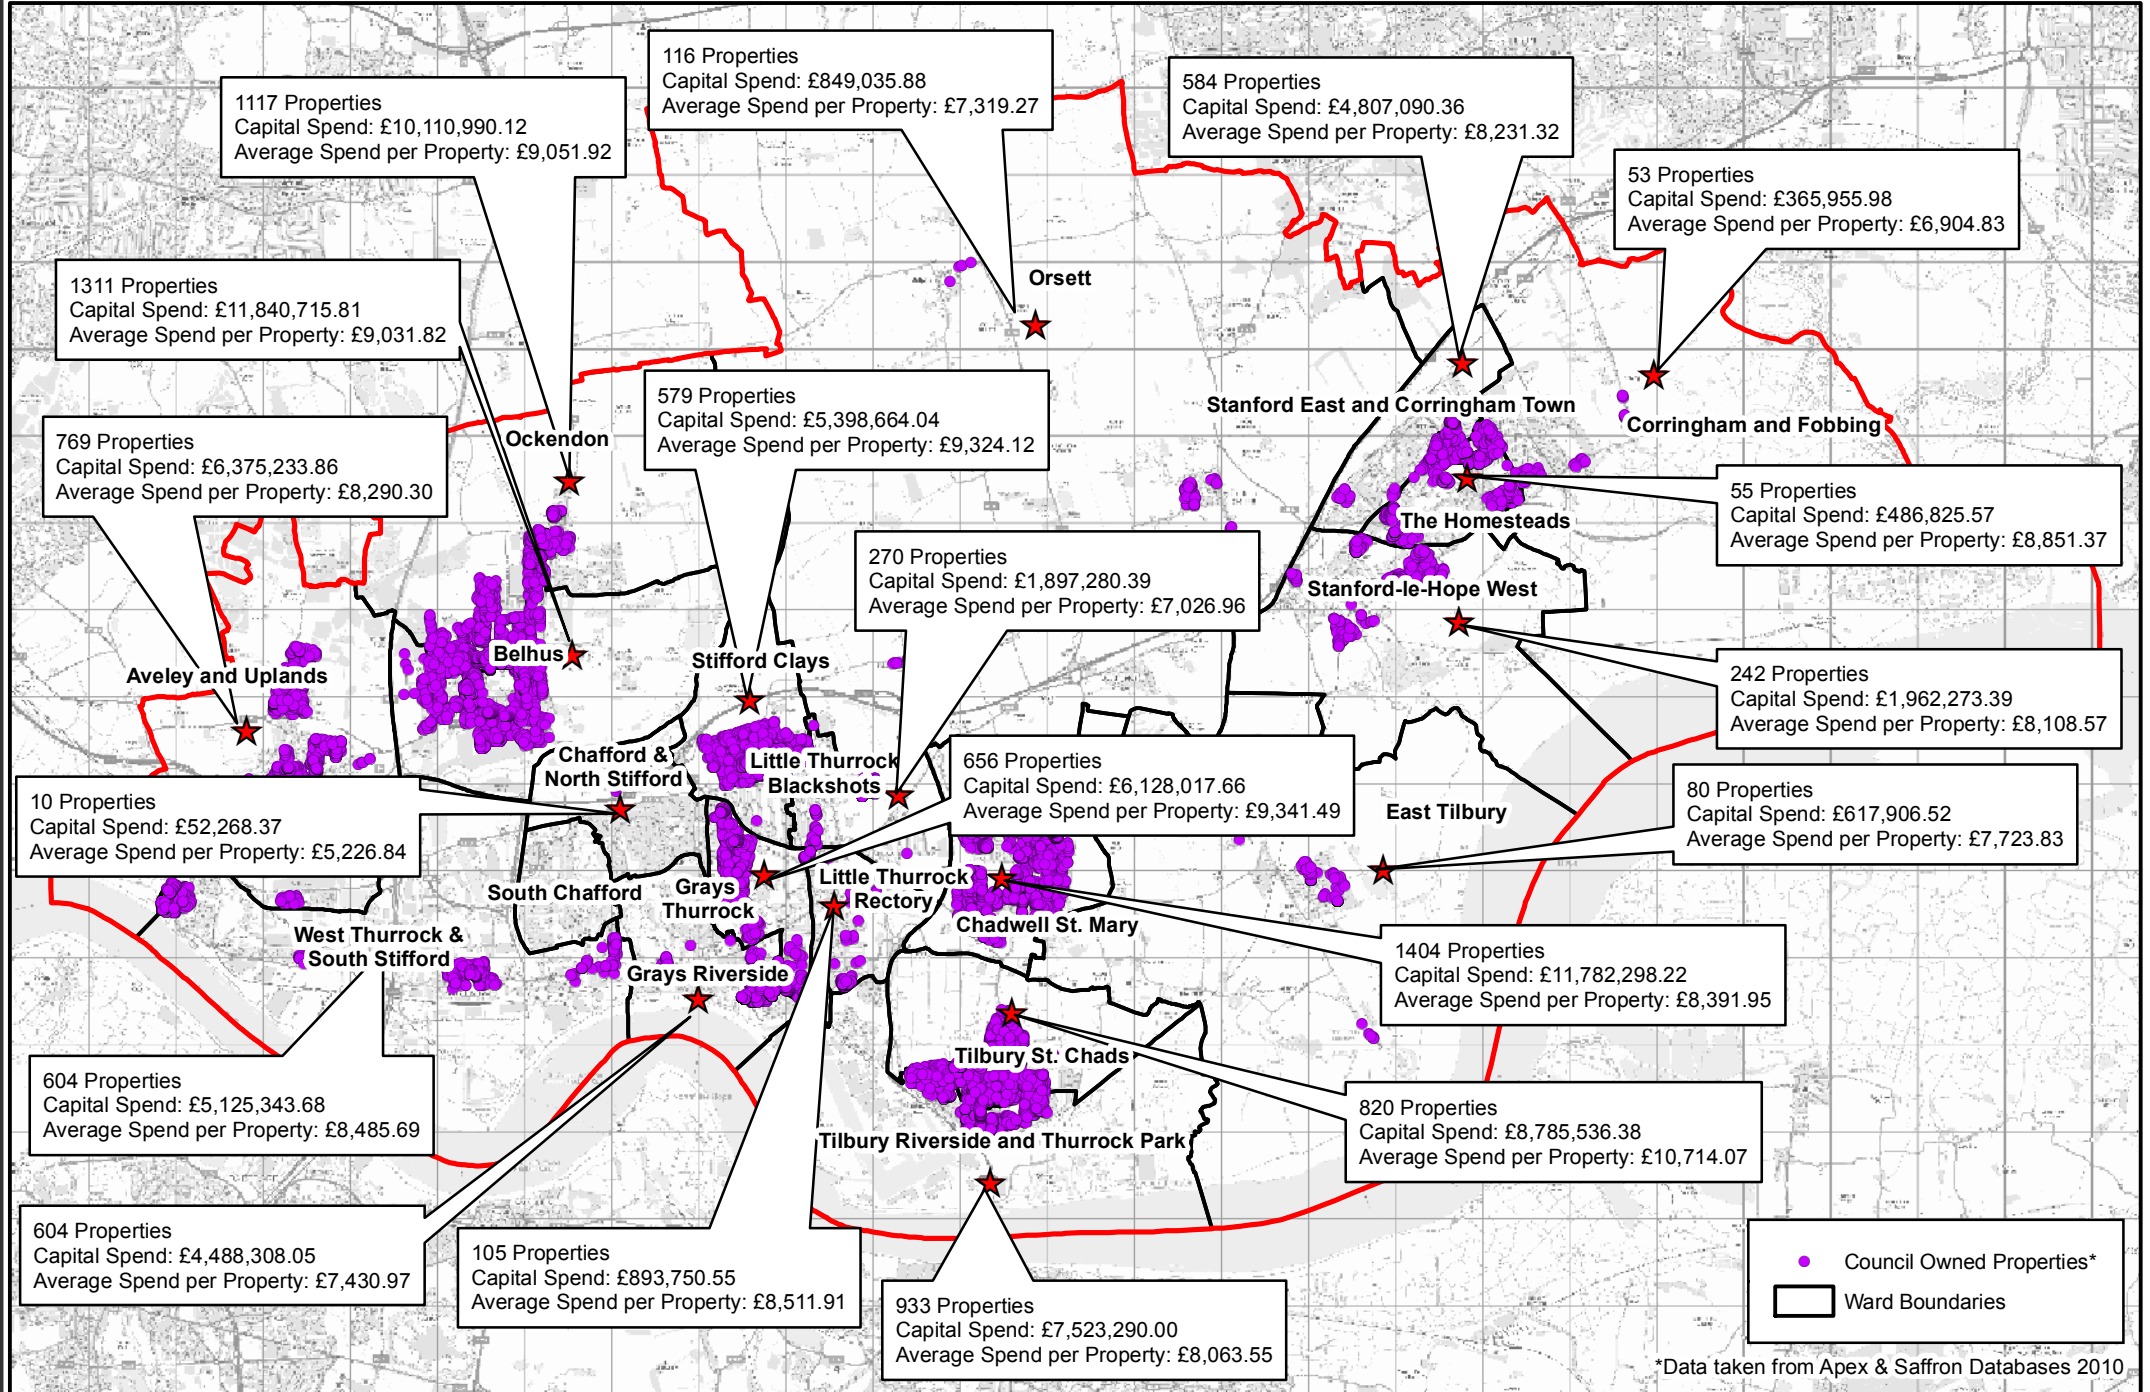 116 Properties
Capital Spend: £849,035.88
Average Spend per Property: £7,319.27
584 Properties
Capital Spend: £4,807,090.36
Average Spend per Property: £8,231.32
1117 Properties
Capital Spend: £10,110,990.12
Average Spend per Property: £9,051.92
53 Properties
Capital Spend: £365,955.98
Average Spend per Property: £6,904.83
1311 Properties
Capital Spend: £11,840,715.81
Average Spend per Property: £9,031.82
Orsett
579 Properties
Capital Spend: £5,398,664.04
Average Spend per Property: £9,324.12
Stanford East and Corringham Town
Corringham and Fobbing
769 Properties
Capital Spend: £6,375,233.86
Average Spend per Property: £8,290.30
Ockendon
55 Properties
Capital Spend: £486,825.57
Average Spend per Property: £8,851.37
The Homesteads
270 Properties
Capital Spend: £1,897,280.39
Average Spend per Property: £7,026.96
Stanford-le-Hope West
Belhus
Stifford Clays
Aveley and Uplands
242 Properties
Capital Spend: £1,962,273.39
Average Spend per Property: £8,108.57
Chafford &
North Stifford
Little Thurrock
Blackshots
656 Properties
Capital Spend: £6,128,017.66
Average Spend per Property: £9,341.49
10 Properties
Capital Spend: £52,268.37
Average Spend per Property: £5,226.84
80 Properties
Capital Spend: £617,906.52
Average Spend per Property: £7,723.83
East Tilbury
South Chafford
Grays
Thurrock
Little Thurrock
Rectory
Chadwell St. Mary
West Thurrock &
South Stifford
1404 Properties
Capital Spend: £11,782,298.22
Average Spend per Property: £8,391.95
Grays Riverside
Tilbury St. Chads
604 Properties
Capital Spend: £5,125,343.68
Average Spend per Property: £8,485.69
820 Properties
Capital Spend: £8,785,536.38
Average Spend per Property: £10,714.07
Tilbury Riverside and Thurrock Park
604 Properties
Capital Spend: £4,488,308.05
Average Spend per Property: £7,430.97
105 Properties
Capital Spend: £893,750.55
Average Spend per Property: £8,511.91
933 Properties
Capital Spend: £7,523,290.00
Average Spend per Property: £8,063.55
Council Owned Properties*
Ward Boundaries
*Data taken from Apex & Saffron Databases 2010